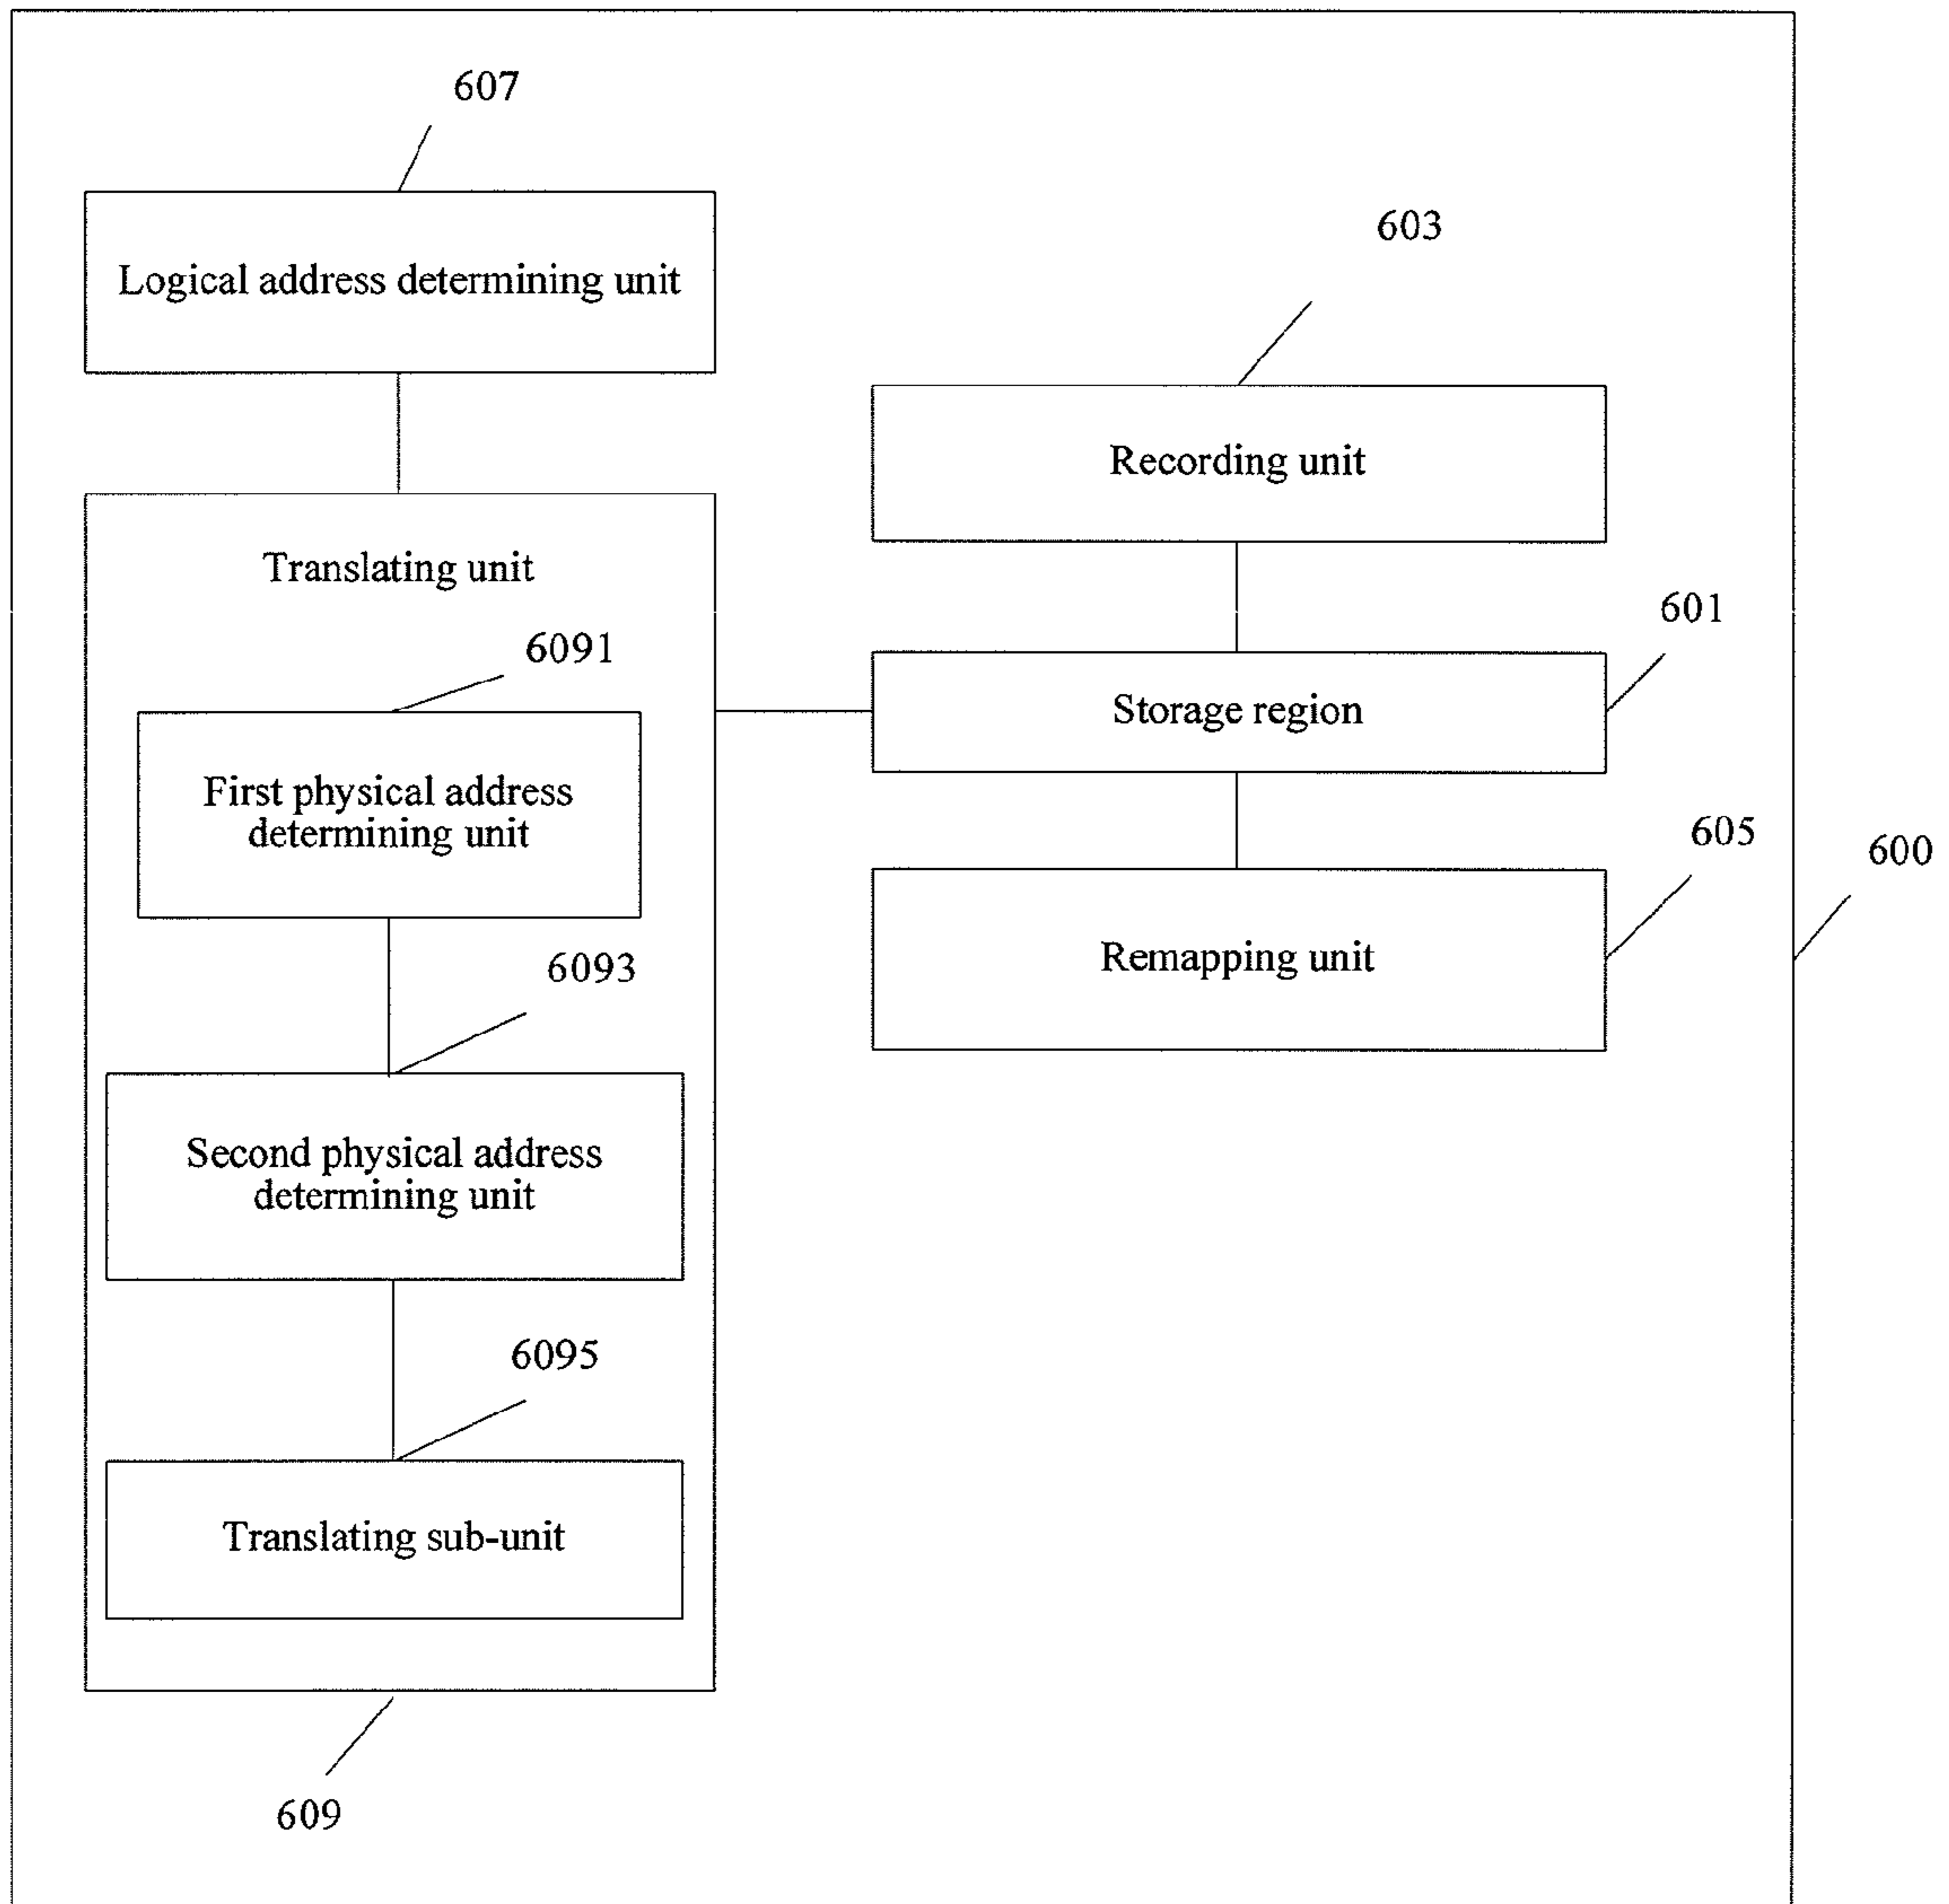 607
Logical address determining unit
603
Recording unit
Translating unit
6091
First physical address
determining unit
601
Storage region
605
Remapping unit
600
6093
Second physical address
determining unit
6095
Translating sub-unit
609